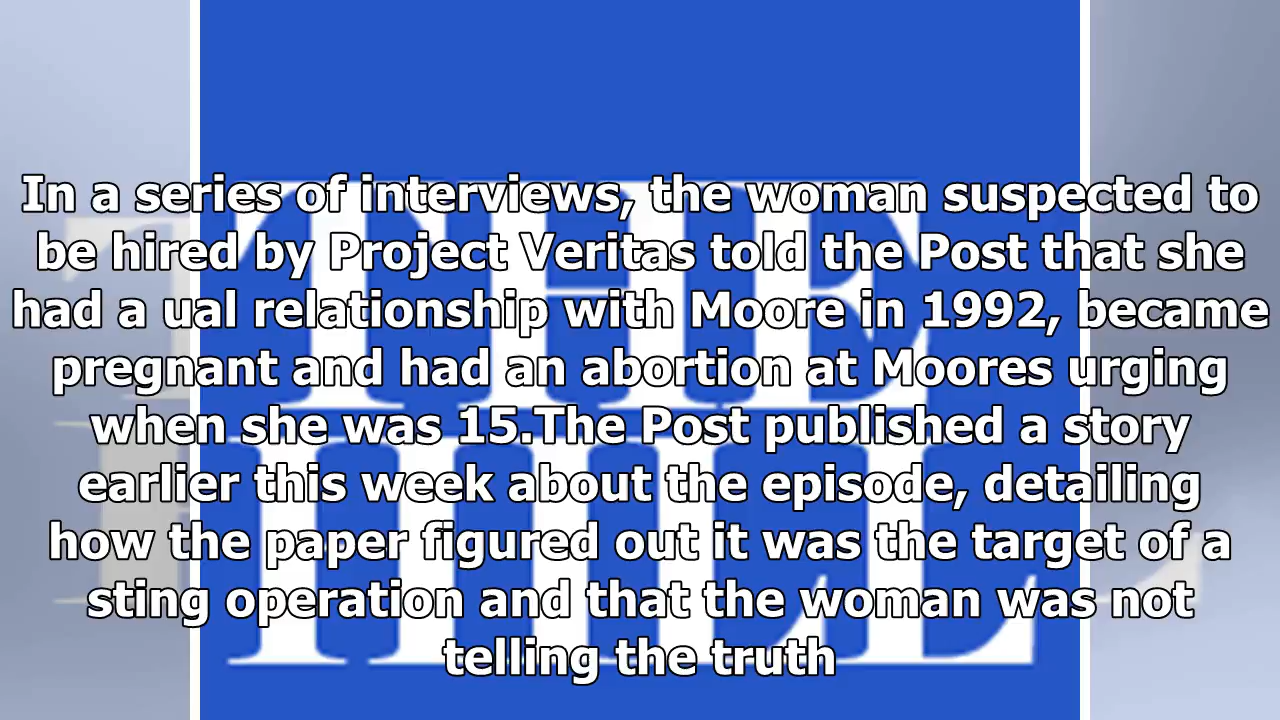 THE
HILL
In a series of interviews, the woman suspected to
be hired by Project Veritas told the Post that she
had a ual relationship with Moore in 1992, became
pregnant and had an abortion at Moores urging
when she was 15.The Post published a story
earlier this week about the episode, detailing
how the paper figured out it was the target of a
sting operation and that the woman was not
telling the truth